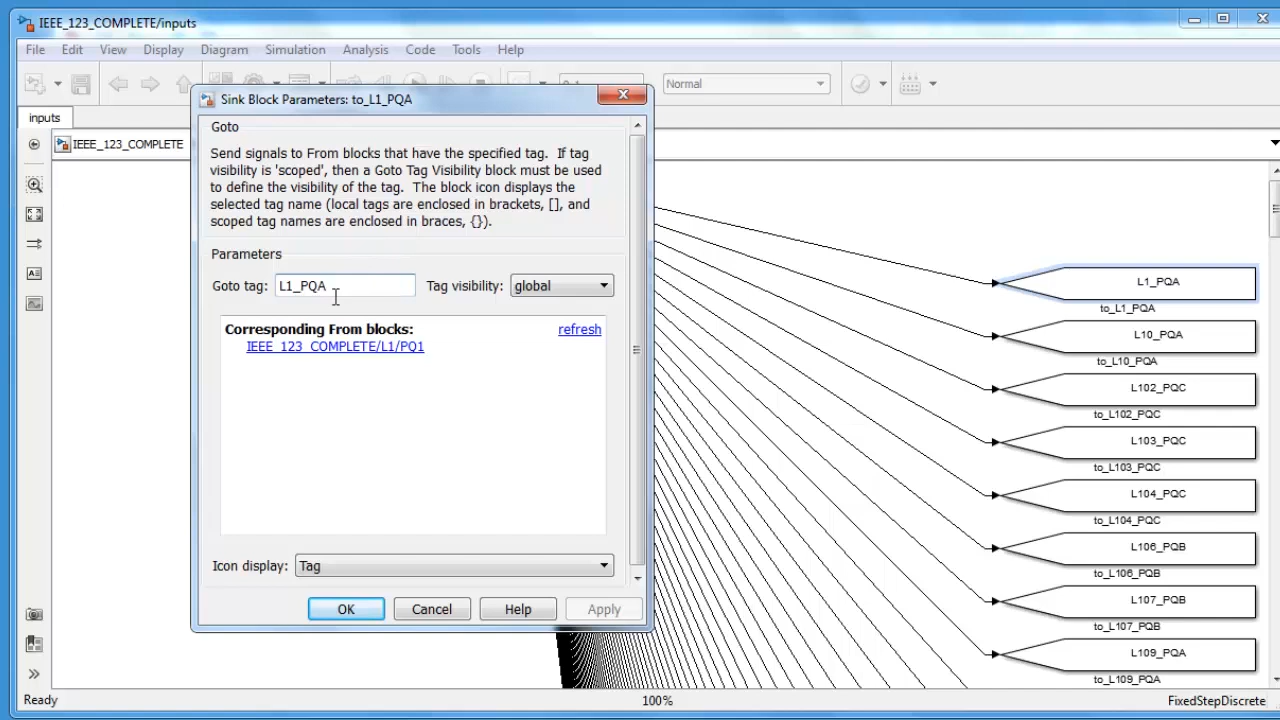 IEEE_123_COMPLETE/inputs
File Edit View Display Diagram Simulation Analysis Code Tools Help
Normal
Sink Block Parameters: to_L1_PQA
inputs
IEEE_123_COMPLETE
Goto
Send signals to From blocks that have the specified tag. If tag
visibility is 'scoped', then a Goto Tag Visibility block must be used
to define the visibility of the tag. The block icon displays the
selected tag name (local tags are enclosed in brackets, [], and
scoped tag names are enclosed in braces, {}).
Parameters
Goto tag: L1_PQA Tag visibility: global
Corresponding From blocks: refresh
IEEE_123_COMPLETE/L1/PQ1
Icon display: Tag
OK Cancel Help Apply
L1_PQA
to_L1_PQA
L10_PQA
to_L10_PQA
L102_PQC
to_L102_PQC
L103_PQC
to_L103_PQC
L104_PQC
to_L104_PQC
L106_PQB
to_L106_PQB
L107_PQB
to_L107_PQB
L109_PQA
to_L109_PQA
Ready 100% FixedStepDiscrete